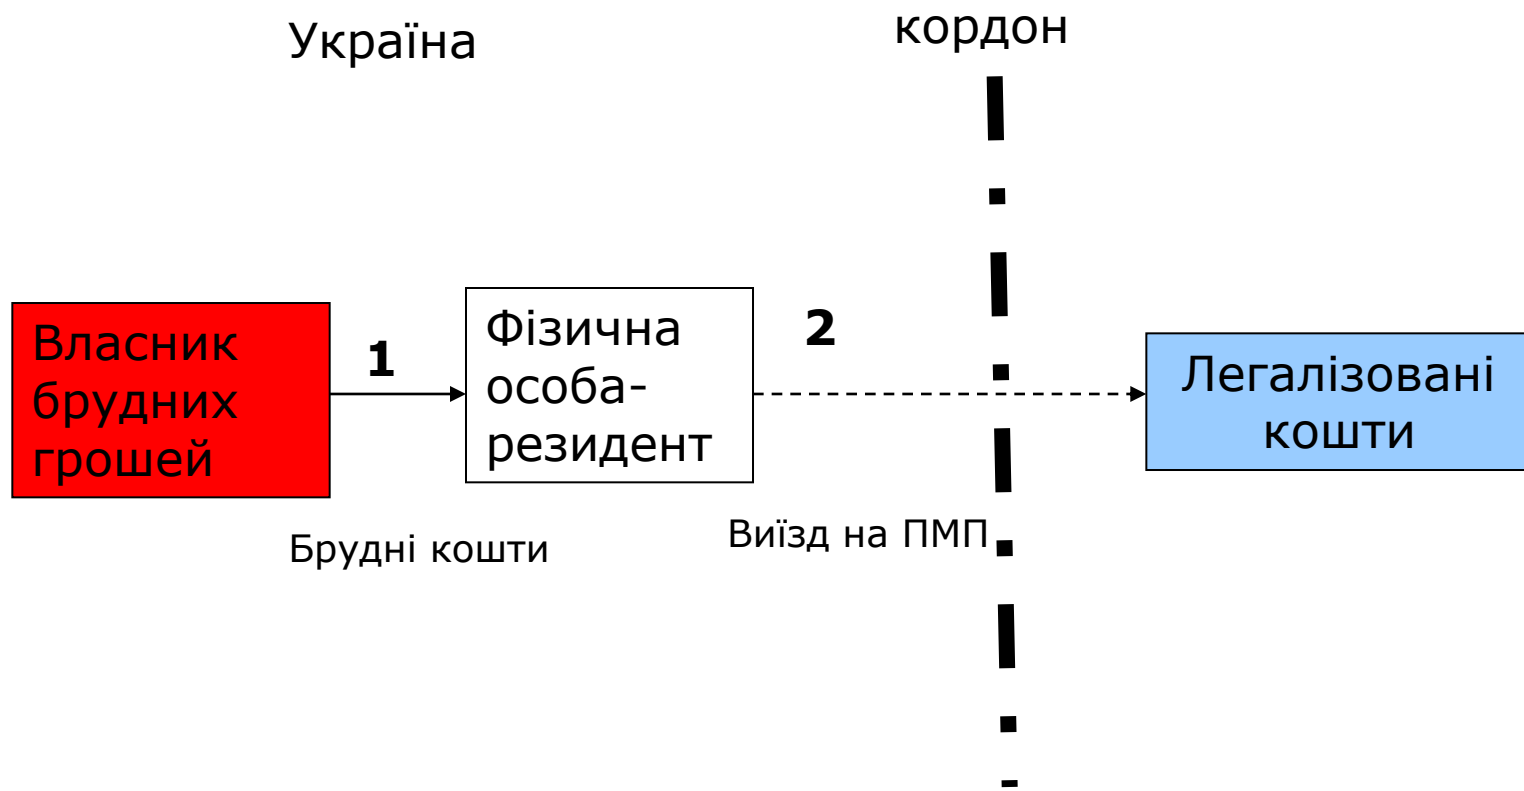 Україна
кордон
Власник
брудних
грошей
1
Фізична
особа-
резидент
2
Легалізовані
кошти
Брудні кошти
Виїзд на ПМП